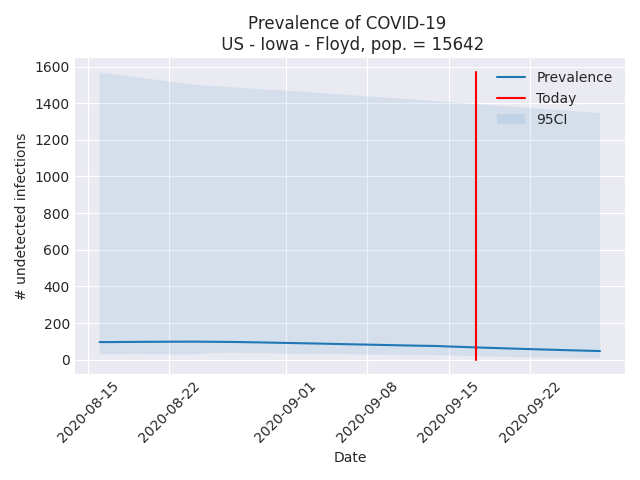 Prevalence of COVID-19
US - Iowa - Floyd, pop. = 15642
1600
1400
1200
1000
800
600
400
200
0
# undetected infections
Prevalence
Today
95CI
2020-08-15
2020-08-22
2020-09-01
2020-09-08
2020-09-15
2020-09-22
Date